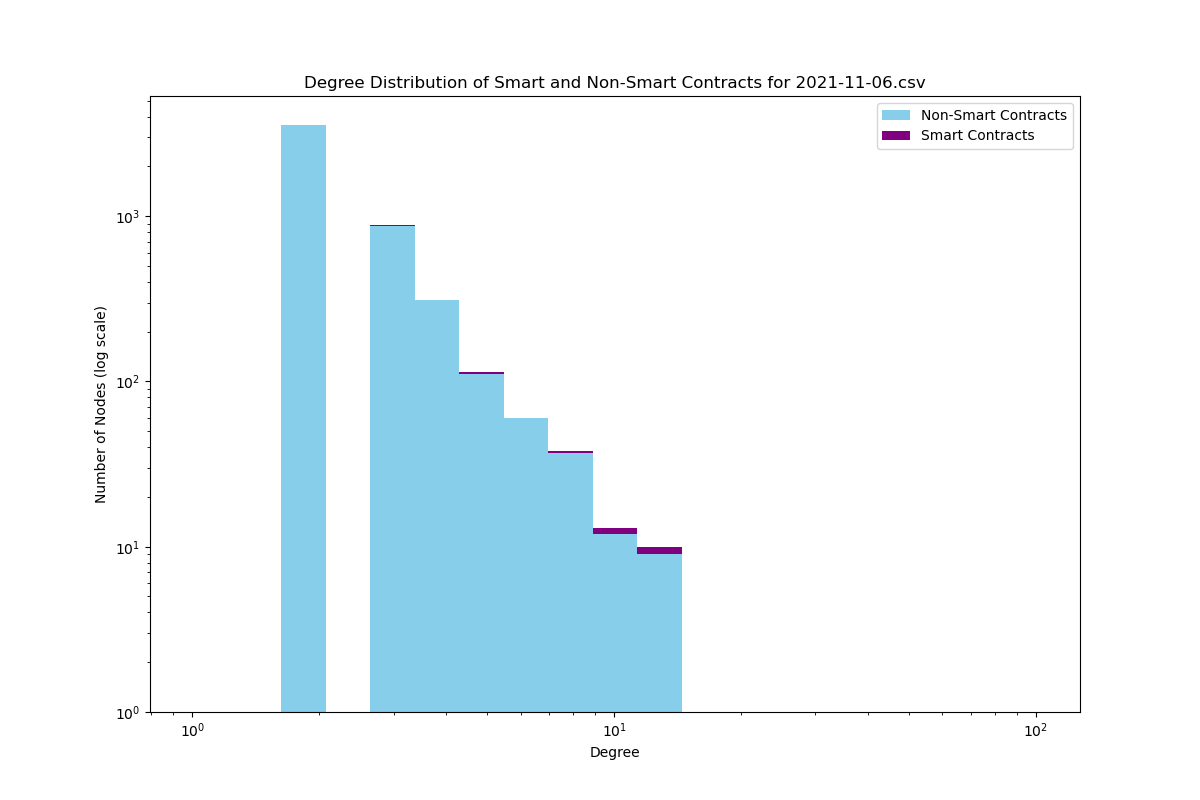 Degree Distribution of Smart and Non-Smart Contracts for 2021-11-06.csv
Non-Smart Contracts
Smart Contracts
Number of Nodes (log scale)
10³
10²
10¹
10⁰
10⁰ 10¹ 10²
Degree